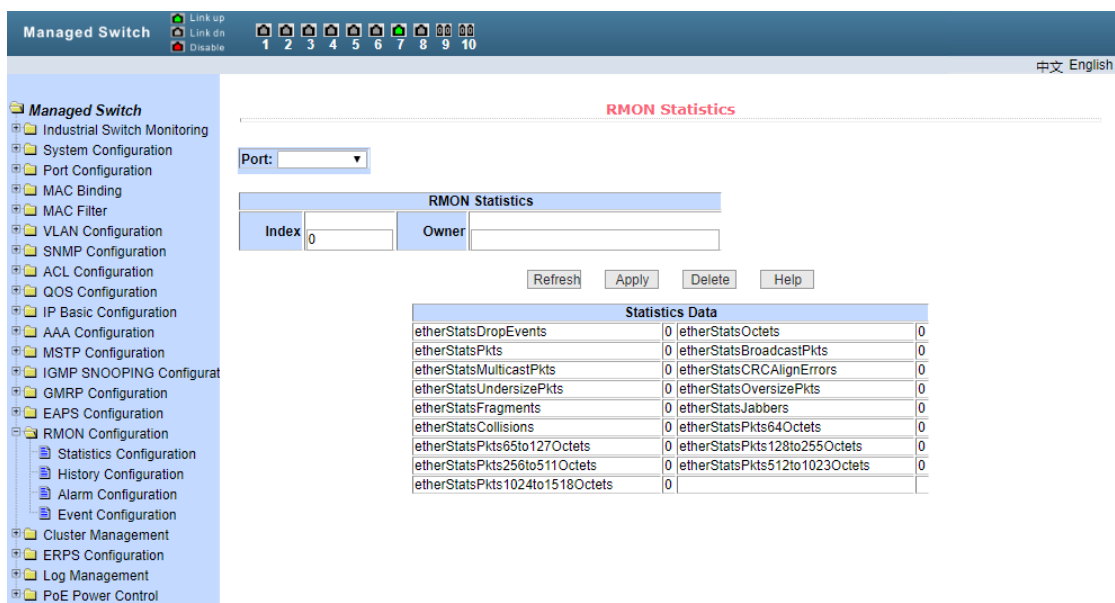 Managed Switch
Link up
Link dn
Disable
1 2 3 4 5 6 7 8 9 10
中文 English
Managed Switch
Industrial Switch Monitoring
System Configuration
Port Configuration
MAC Binding
MAC Filter
VLAN Configuration
SNMP Configuration
ACL Configuration
QOS Configuration
IP Basic Configuration
AAA Configuration
MSTP Configuration
IGMP SNOOPING Configurat
GMRP Configuration
EAPS Configuration
RMON Configuration
Statistics Configuration
History Configuration
Alarm Configuration
Event Configuration
Cluster Management
ERPS Configuration
Log Management
PoE Power Control
RMON Statistics
Port:
RMON Statistics
Index 0 Owner
Refresh Apply Delete Help
Statistics Data
etherStatsDropEvents 0 etherStatsOctets 0
etherStatsPkts 0 etherStatsBroadcastPkts 0
etherStatsMulticastPkts 0 etherStatsCRCAlignErrors 0
etherStatsUndersizePkts 0 etherStatsOversizePkts 0
etherStatsFragments 0 etherStatsJabbers 0
etherStatsCollisions 0 etherStatsPkts64Octets 0
etherStatsPkts65to127Octets 0 etherStatsPkts128to255Octets 0
etherStatsPkts256to511Octets 0 etherStatsPkts512to1023Octets 0
etherStatsPkts1024to1518Octets 0